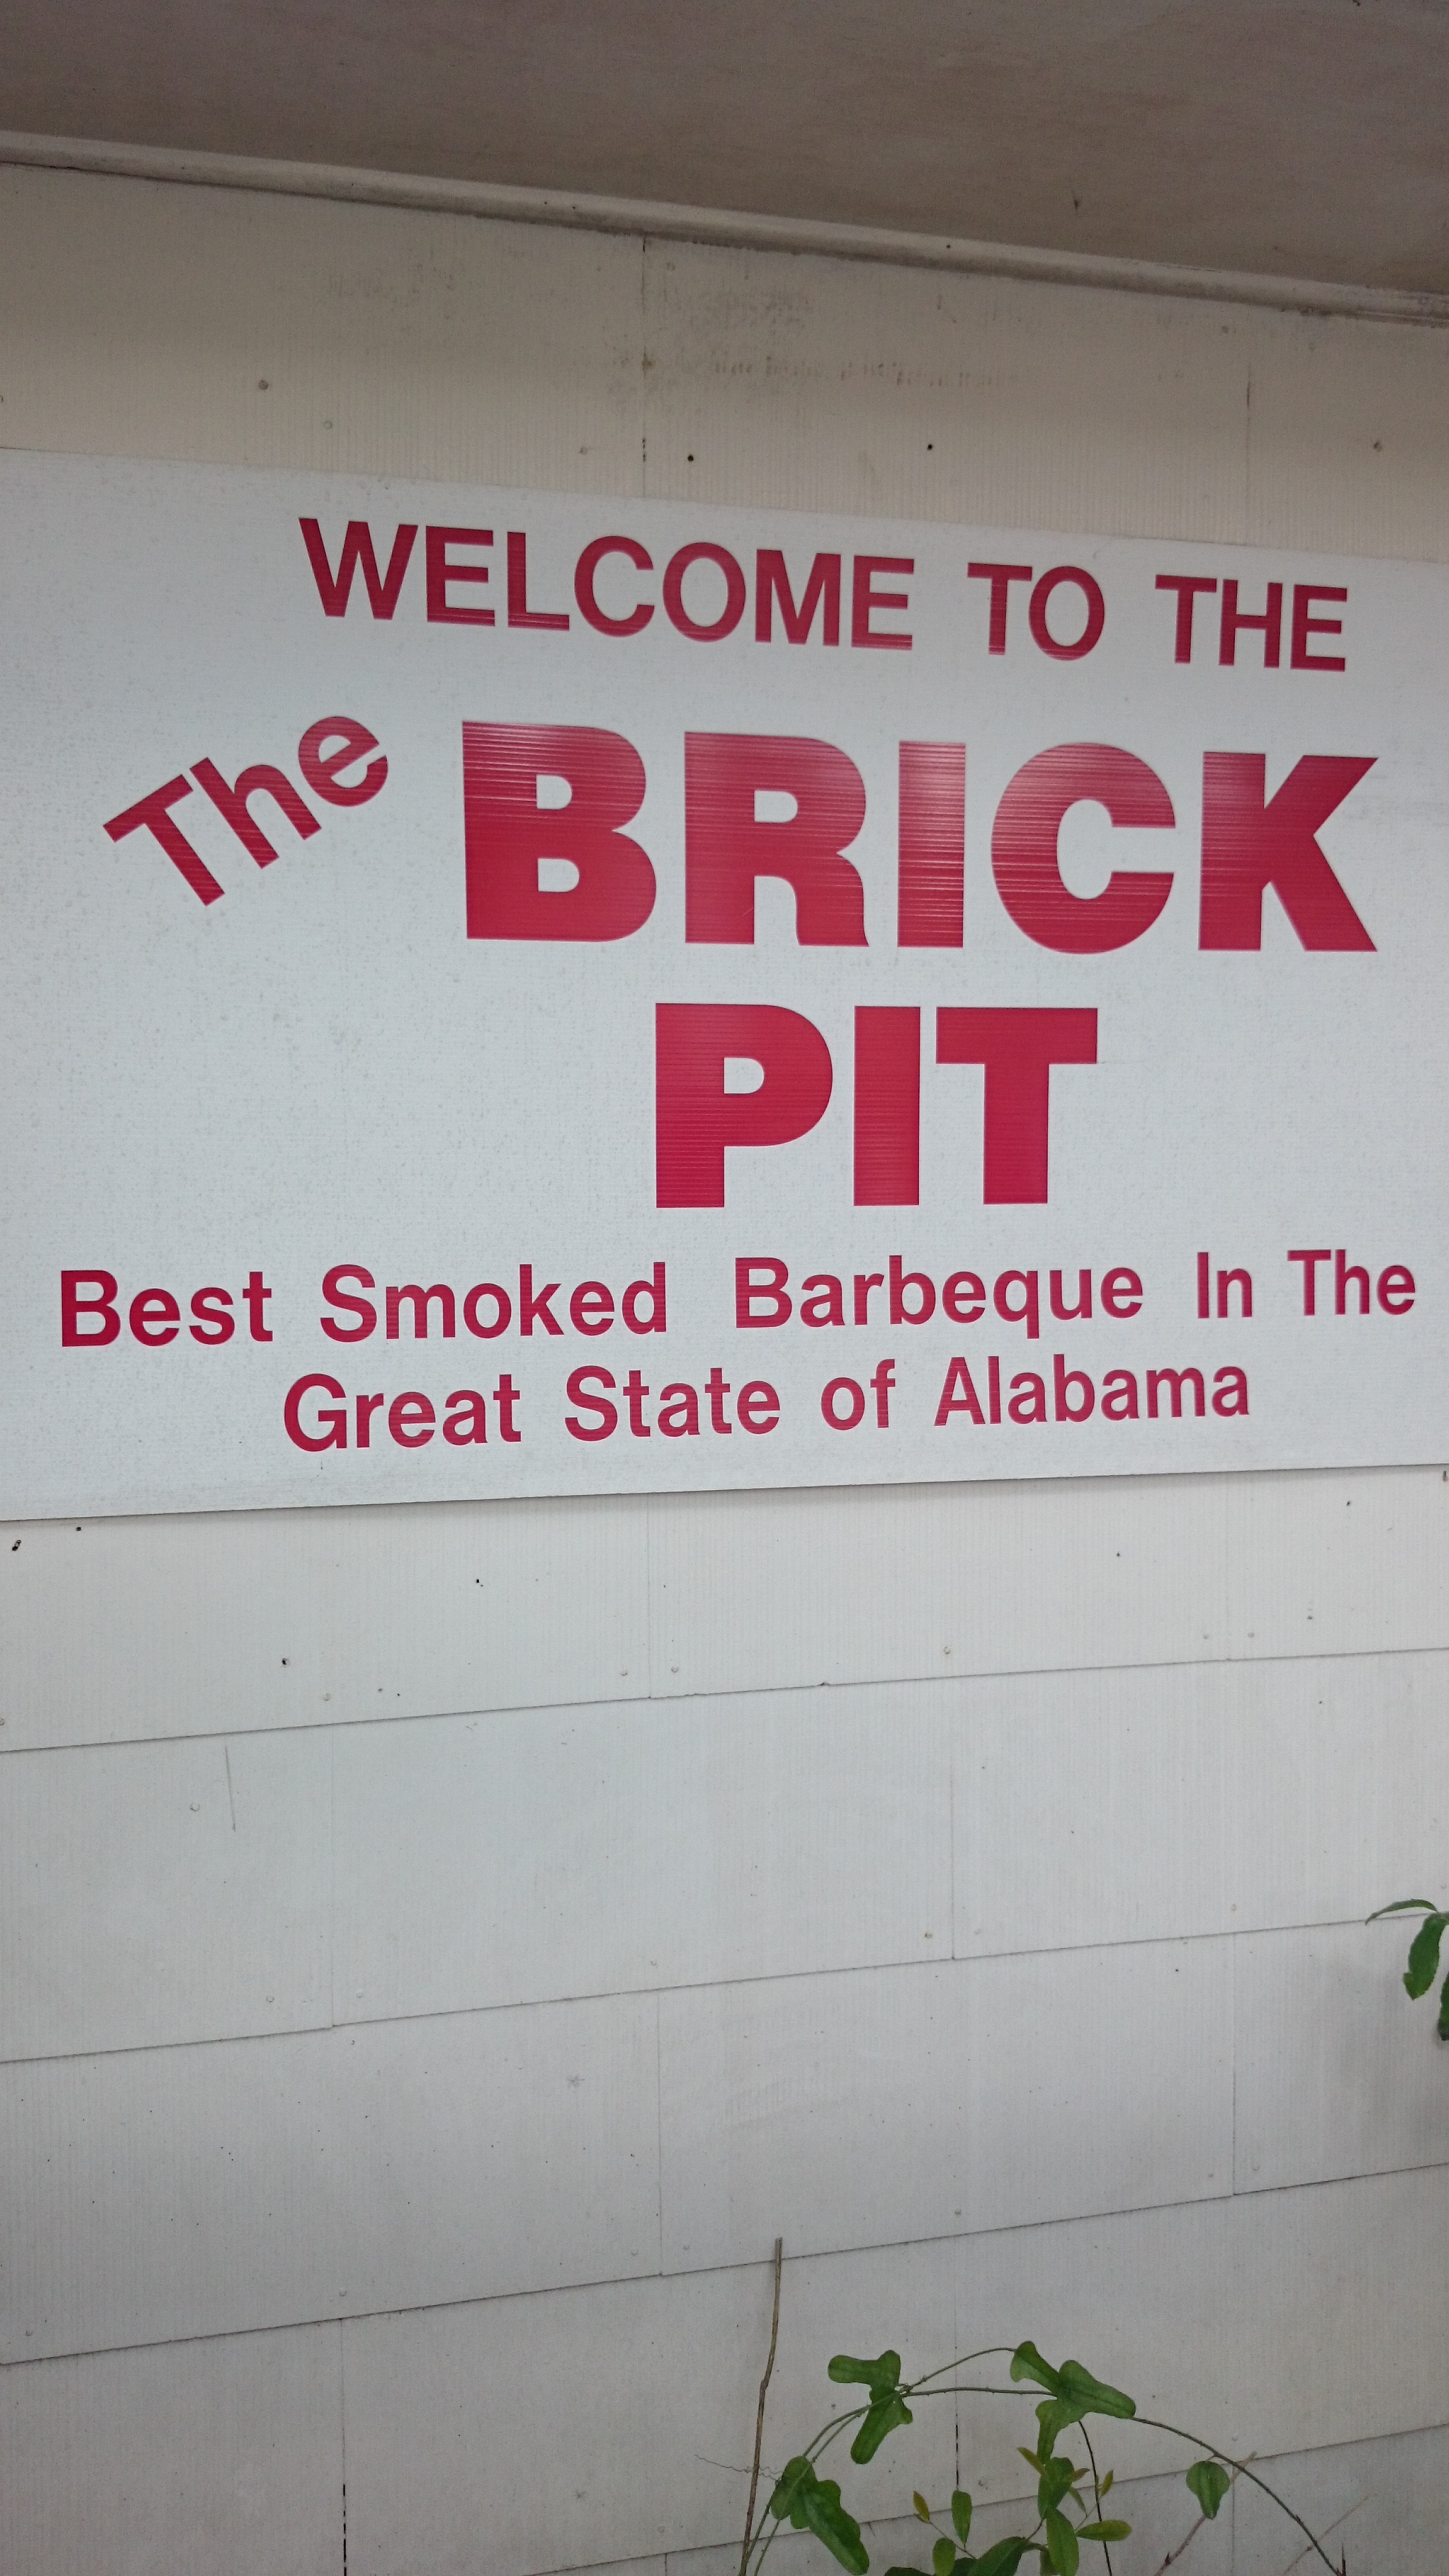 WELCOME TO THE
The BRICK
PIT
Best Smoked Barbeque In The
Great State of Alabama